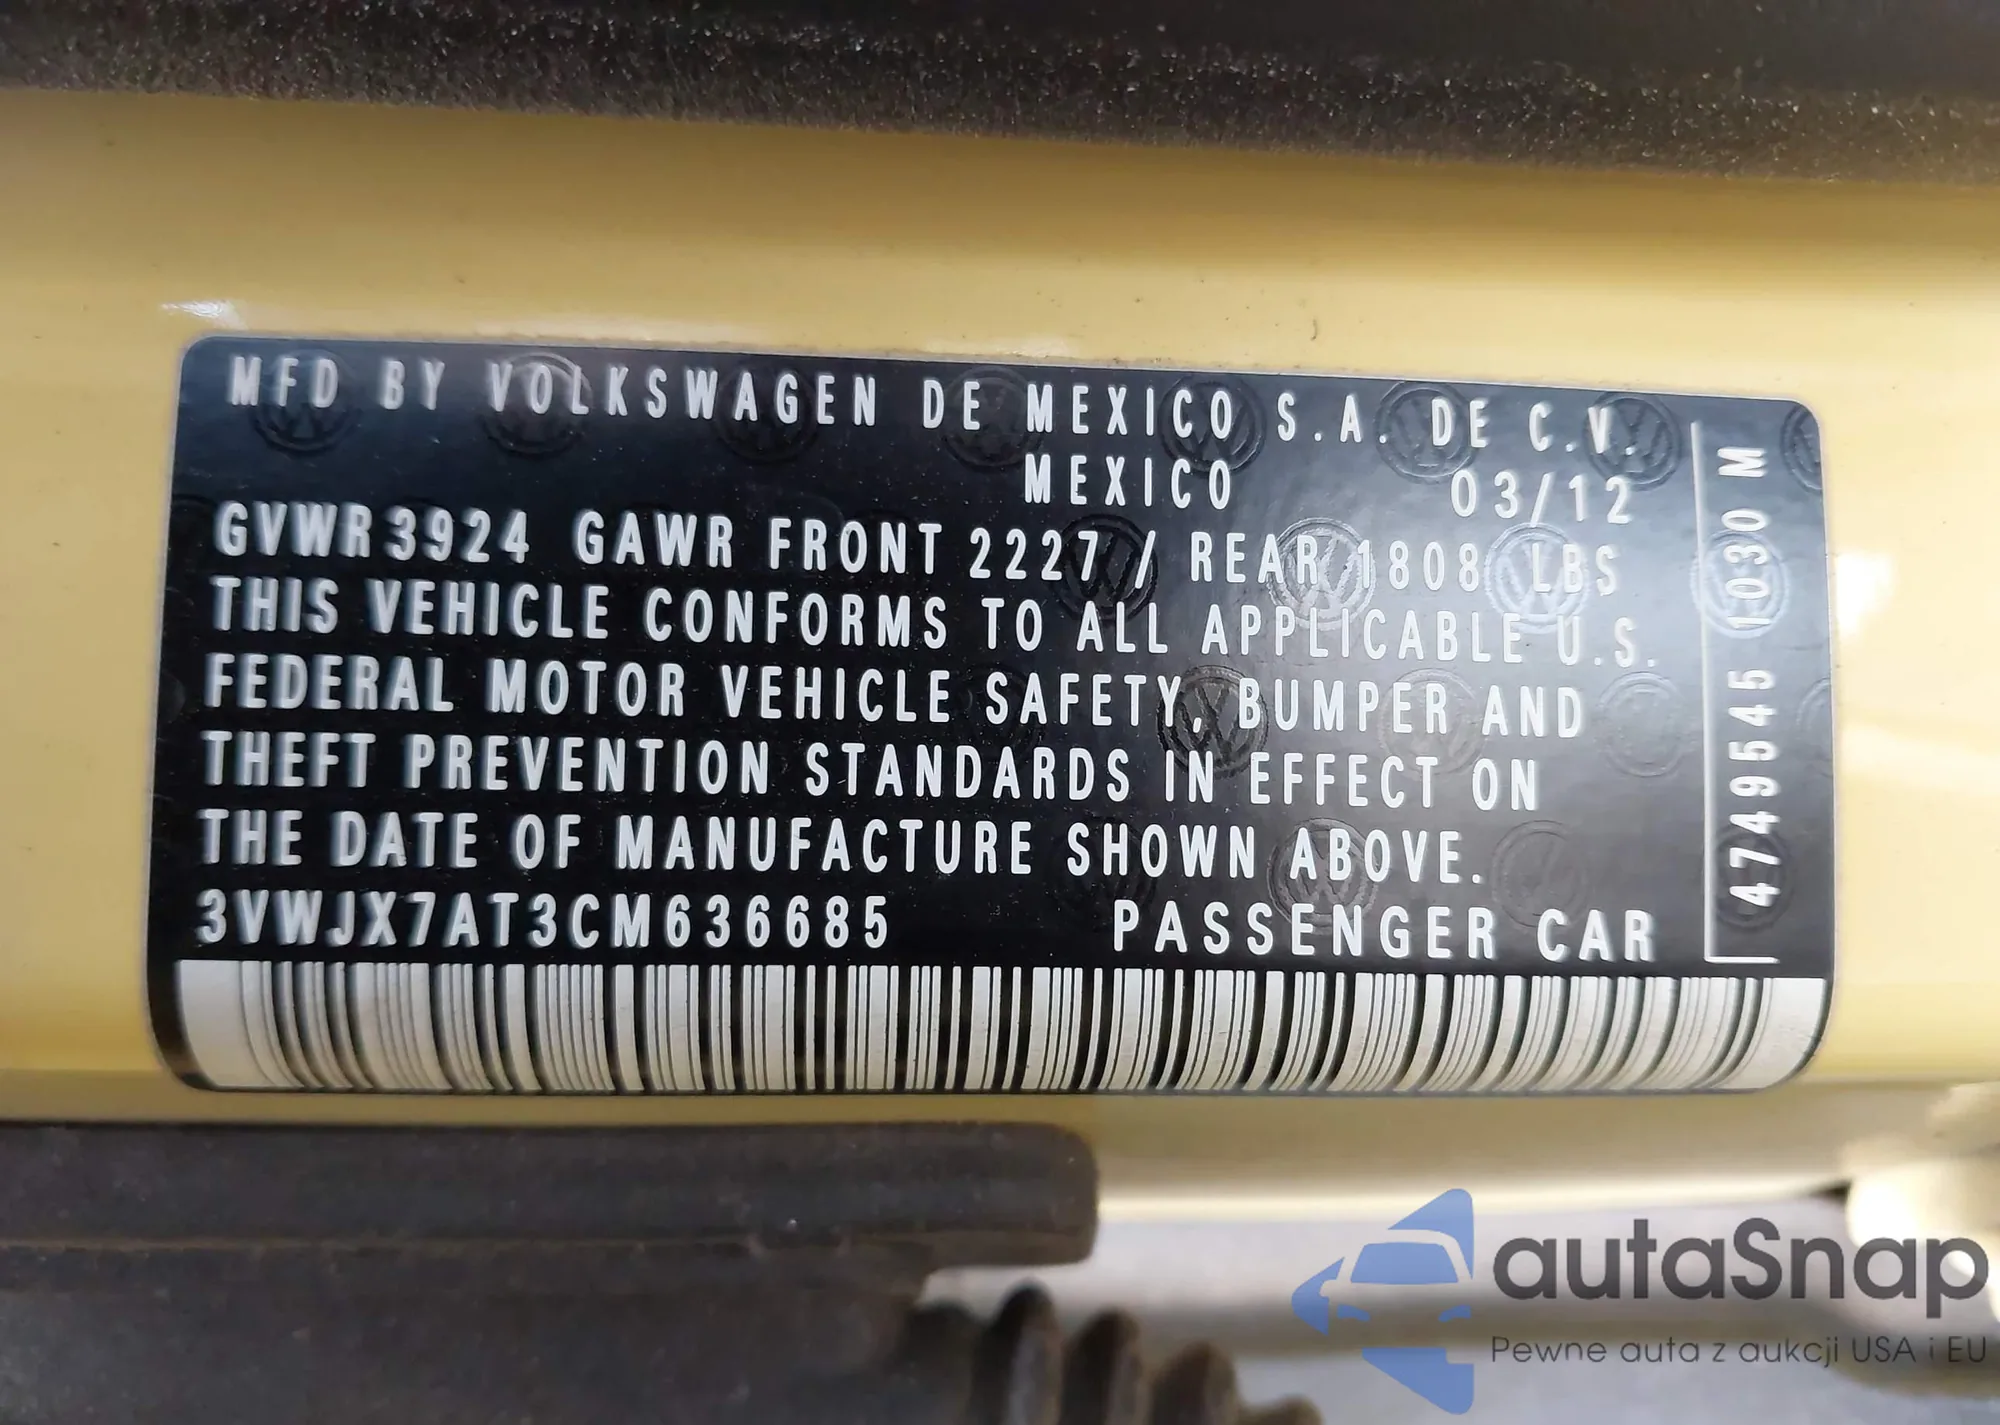 MFD BY VOLKSWAGEN DE MEXICO S.A. DE C.V.
MEXICO 03/12
GVWR 3924 GAWR FRONT 2227 / REAR 1808 LBS
THIS VEHICLE CONFORMS TO ALL APPLICABLE U.S.
FEDERAL MOTOR VEHICLE SAFETY, BUMPER AND
THEFT PREVENTION STANDARDS IN EFFECT ON
THE DATE OF MANUFACTURE SHOWN ABOVE.
3VWJX7AT3CM636685 PASSENGER CAR
4749545 1030 M
autaSnap
Pewne auta z aukcji USA i EU